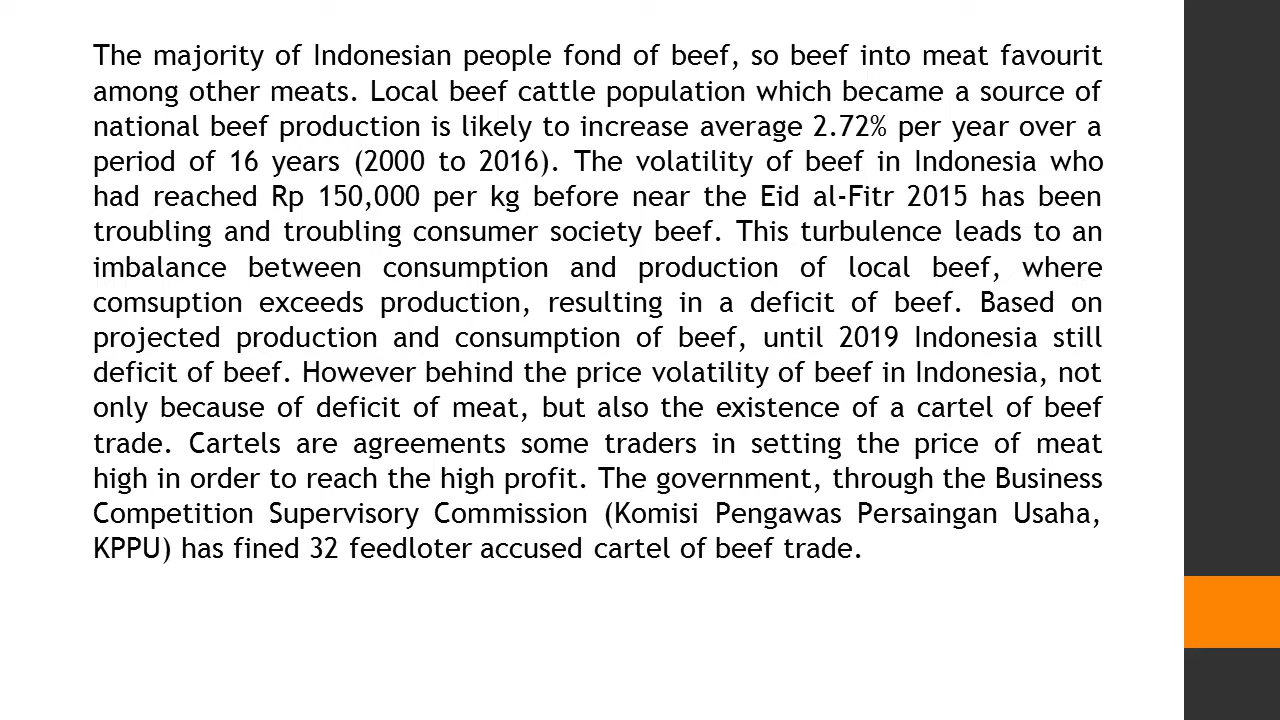 The majority of Indonesian people fond of beef, so beef into meat favourit
among other meats. Local beef cattle population which became a source of
national beef production is likely to increase average 2.72% per year over a
period of 16 years (2000 to 2016). The volatility of beef in Indonesia who
had reached Rp 150,000 per kg before near the Eid al-Fitr 2015 has been
troubling and troubling consumer society beef. This turbulence leads to an
imbalance between consumption and production of local beef, where
comsuption exceeds production, resulting in a deficit of beef. Based on
projected production and consumption of beef, until 2019 Indonesia still
deficit of beef. However behind the price volatility of beef in Indonesia, not
only because of deficit of meat, but also the existence of a cartel of beef
trade. Cartels are agreements some traders in setting the price of meat
high in order to reach the high profit. The government, through the Business
Competition Supervisory Commission (Komisi Pengawas Persaingan Usaha,
KPPU) has fined 32 feedloter accused cartel of beef trade.